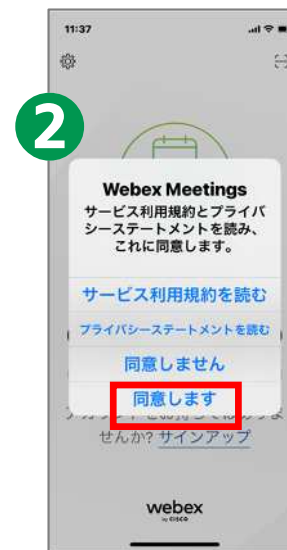 11:37
2
Webex Meetings
サービス利用規約とプライバ
シーステートメントを読み、
これに同意します。
サービス利用規約を読む
プライバシーステートメントを読む
同意しません
同意します
せんか? サインアップ
webex
by CISCO